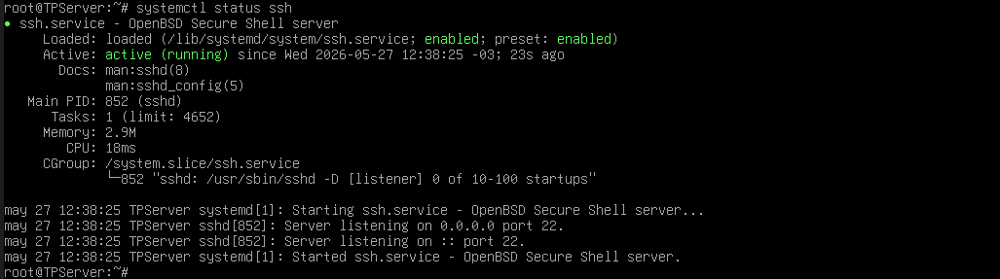 root@TPServer:~# systemctl status ssh
● ssh.service - OpenBSD Secure Shell server
     Loaded: loaded (/lib/systemd/system/ssh.service; enabled; preset: enabled)
     Active: active (running) since Wed 2026-05-27 12:38:25 -03; 23s ago
       Docs: man:sshd(8)
             man:sshd_config(5)
   Main PID: 852 (sshd)
      Tasks: 1 (limit: 4652)
     Memory: 2.9M
        CPU: 18ms
     CGroup: /system.slice/ssh.service
             └─852 "sshd: /usr/sbin/sshd -D [listener] 0 of 10-100 startups"

may 27 12:38:25 TPServer systemd[1]: Starting ssh.service - OpenBSD Secure Shell server...
may 27 12:38:25 TPServer sshd[852]: Server listening on 0.0.0.0 port 22.
may 27 12:38:25 TPServer sshd[852]: Server listening on :: port 22.
may 27 12:38:25 TPServer systemd[1]: Started ssh.service - OpenBSD Secure Shell server.
root@TPServer:~#